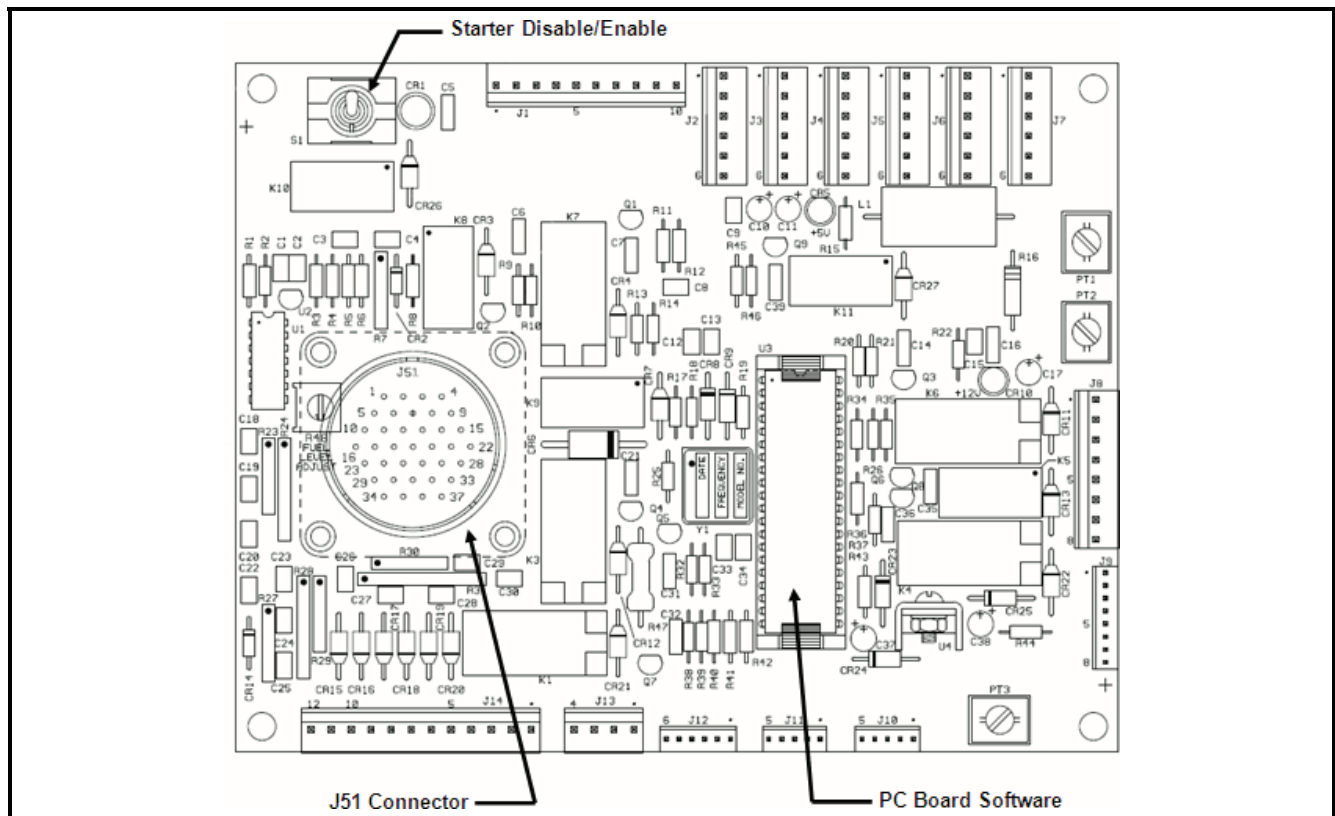 Starter Disable/Enable
CR1
C5
S1
J1
5
10
J2
J3
J4
J5
J6
J7
6
6
6
6
6
6
K10
CR26
K8
CR3
C6
K7
Q1
R11
C9
C10
C11
CR5
+5V
L1
R1
R2
C1
C2
C3
C4
R9
C7
R12
R45
Q9
R15
R16
PT1
CR4
R13
R14
C8
R46
C39
K11
CR27
PT2
U2
U1
R3
R4
R5
R6
R7
CR2
R8
Q2
R10
C12
C13
U3
R20
R21
C14
R22
C15
C16
J51
1
4
5
9
10
15
16
22
23
28
29
33
34
37
K9
CR7
R17
R18
CR8
CR9
R19
Q3
+12V
CR10
C17
J8
R48
FUEL
LEVEL
ADJUST
C18
R23
R24
CR6
C21
R25
DATE
FREQUENCY
MODEL NO.
Y1
R34
R35
K6
CR11
C19
R26
Q6
Q8
C36
C35
K5
CR13
5
Q4
Q5
C20
C23
C26
R30
C29
R31
C30
K3
R32
R33
C33
C34
R36
R37
R43
CR23
K4
CR22
8
J9
C22
R27
R28
C27
C28
C31
R47
C32
CR12
CR25
5
C24
R29
CR17
CR19
C37
U4
C38
R44
8
CR14
C25
CR15
CR16
CR18
CR20
K1
CR21
Q7
R38
R39
R40
R41
R42
CR24
PT3
12
10
5
J14
4
J13
6
J12
5
J11
5
J10
J51 Connector
PC Board Software